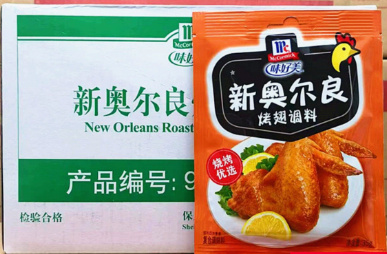 McCormick
味好美
新奥尔良
New Orleans Roast
产品编号: 9
检验合格
保
McCormick
味好美
新奥尔良
烤翅调料
烧烤
优选